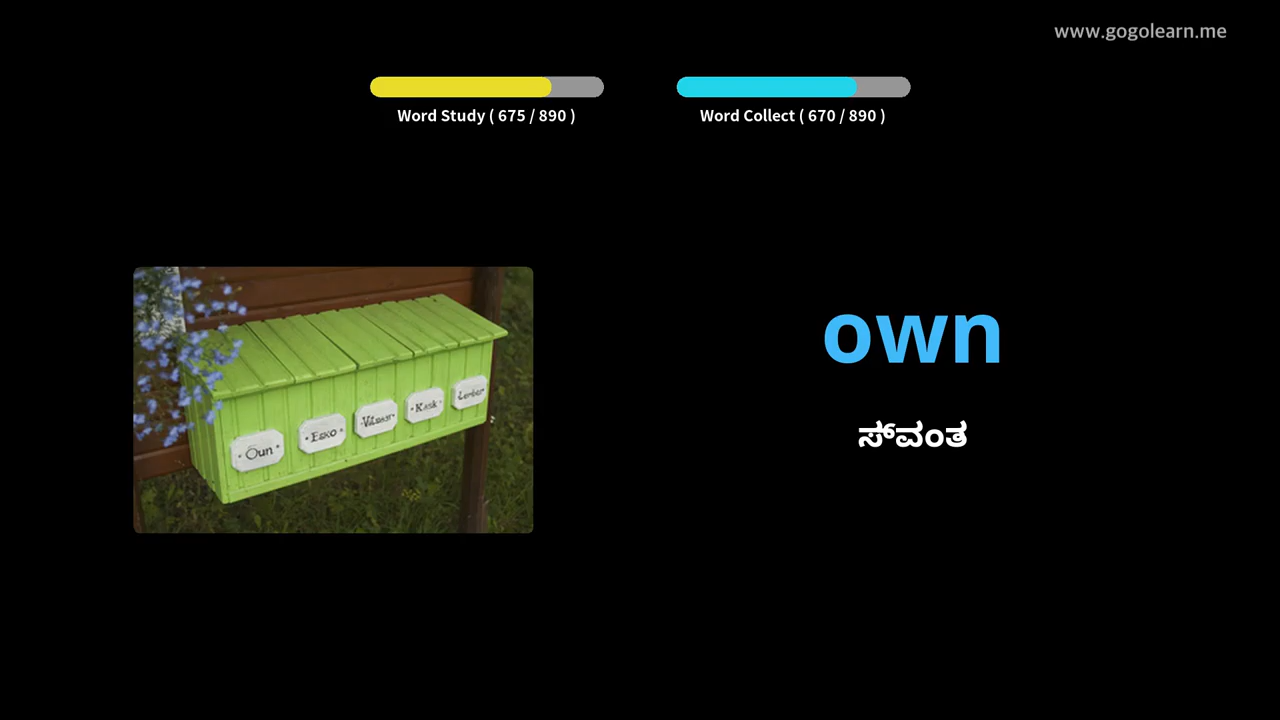 www.gogolearn.me
Word Study ( 675 / 890 )
Word Collect ( 670 / 890 )
own
ಸ್‌ವಂತ
Oun
Esko
Kask